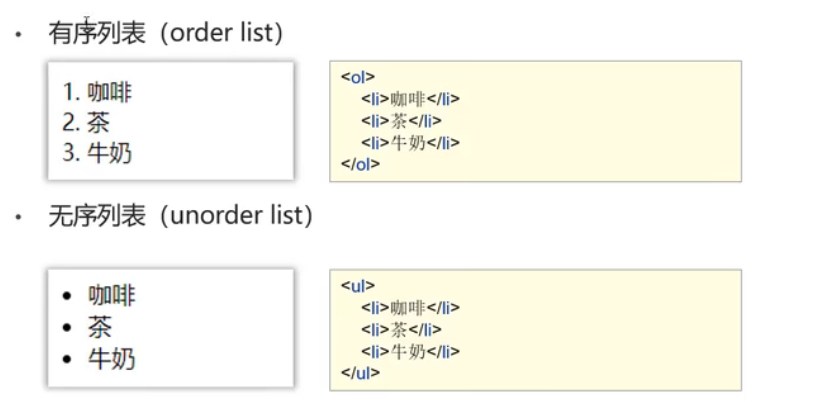 • 有序列表（order list）
1. 咖啡
2. 茶
3. 牛奶
<ol>
<li>咖啡</li>
<li>茶</li>
<li>牛奶</li>
</ol>
• 无序列表（unorder list）
• 咖啡
• 茶
• 牛奶
<ul>
<li>咖啡</li>
<li>茶</li>
<li>牛奶</li>
</ul>